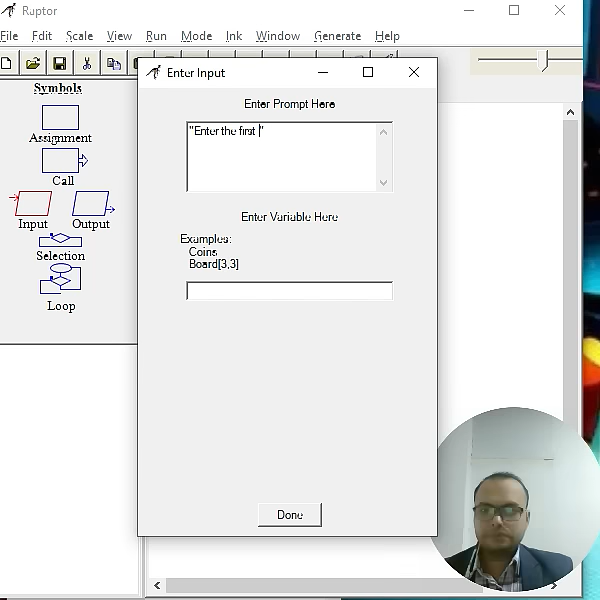 Raptor
File Edit Scale View Run Mode Ink Window Generate Help
Symbols
Assignment
Call
Input Output
Selection
Loop
Enter Input
Enter Prompt Here
"Enter the first "
Enter Variable Here
Examples:
Coins
Board[3,3]
Done